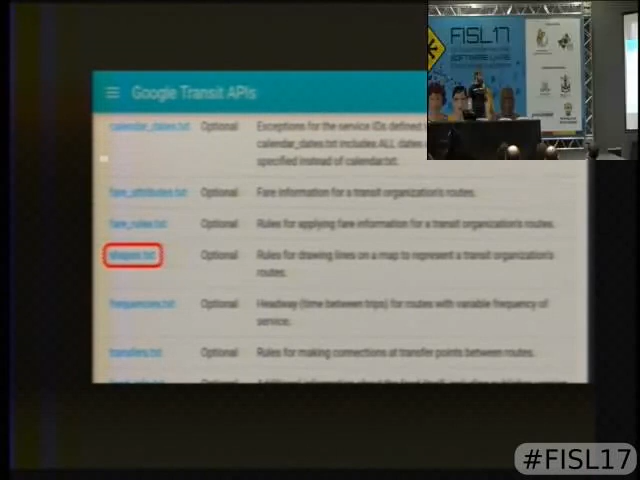 Google Transit APIs
calendar_dates.txt Optional Exceptions for the service IDs defined
calendar_dates.txt includes ALL dates
specified instead of calendar.txt.
fare_attributes.txt Optional Fare information for a transit organization's routes.
fare_rules.txt Optional Rules for applying fare information for a transit organization's routes.
shapes.txt Optional Rules for drawing lines on a map to represent a transit organization's
routes.
frequencies.txt Optional Headway (time between trips) for routes with variable frequency of
service.
transfers.txt Optional Rules for making connections at transfer points between routes.
FISL17
SOFTWARE LIVRE
#FISL17